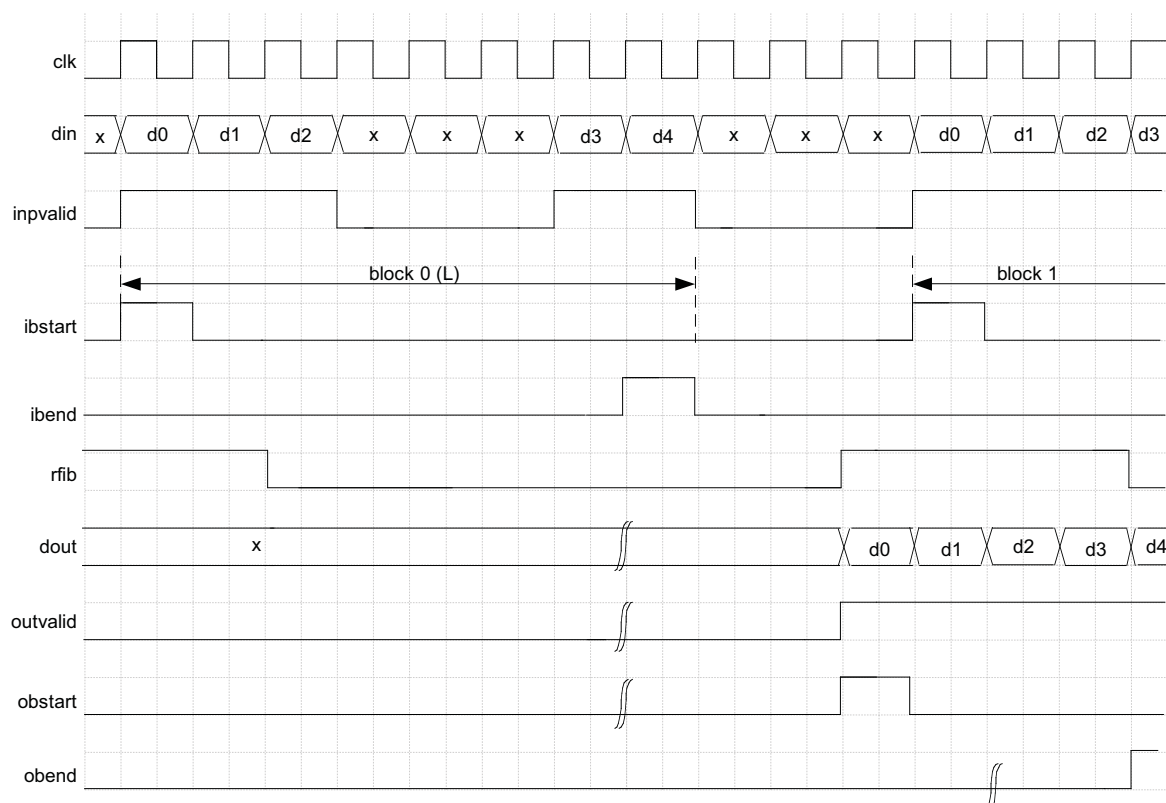 clk
din x d0 d1 d2 x x x d3 d4 x x x d0 d1 d2 d3
inpvalid
block 0 (L) block 1
ibstart
ibend
rfib
dout x d0 d1 d2 d3 d4
outvalid
obstart
obend